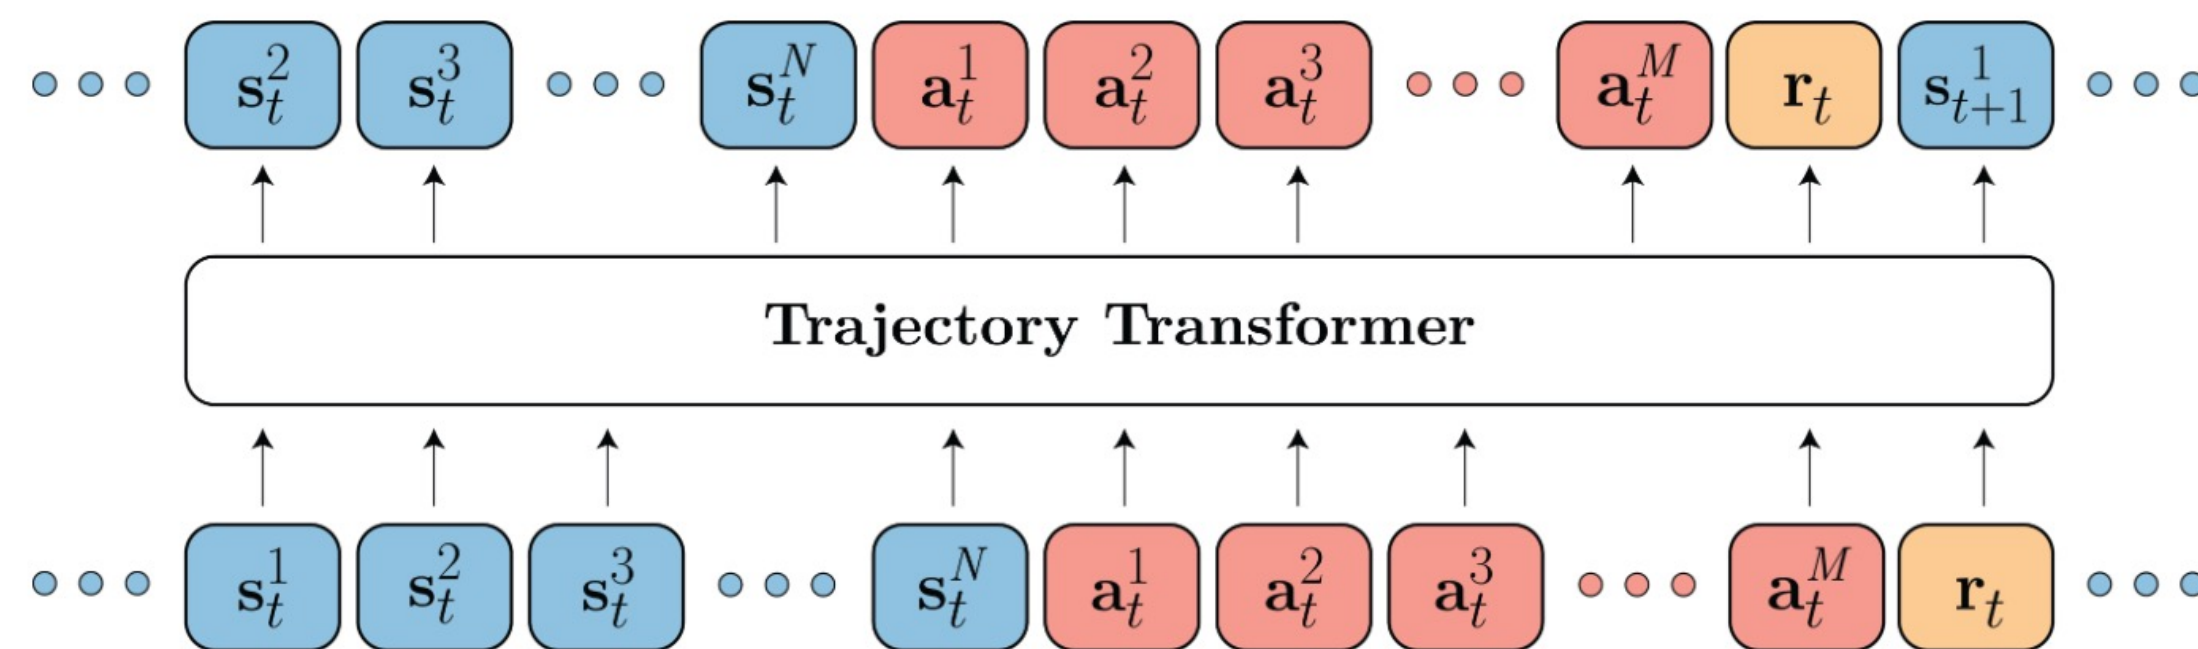 s_t^2 s_t^3 s_t^N a_t^1 a_t^2 a_t^3 a_t^M r_t s_{t+1}^1
Trajectory Transformer
s_t^1 s_t^2 s_t^3 s_t^N a_t^1 a_t^2 a_t^3 a_t^M r_t